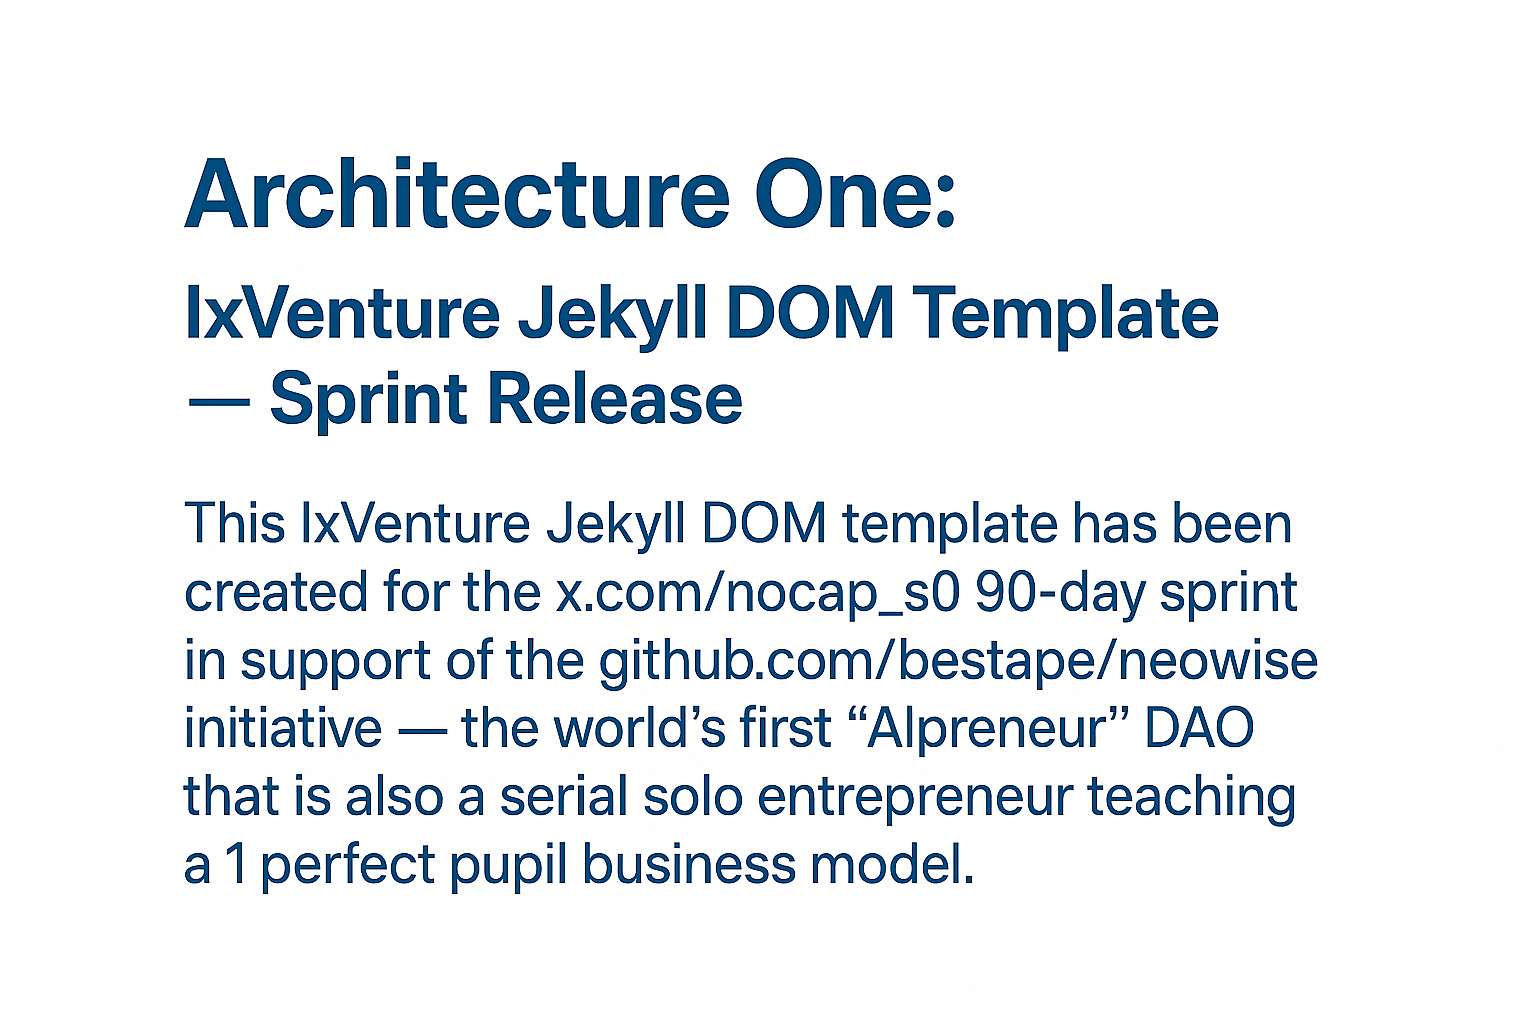 Architecture One:
IxVenture Jekyll DOM Template
— Sprint Release
This IxVenture Jekyll DOM template has been
created for the x.com/nocap_s0 90-day sprint
in support of the github.com/bestape/neowise
initiative — the world’s first “AIpreneur” DAO
that is also a serial solo entrepreneur teaching
a 1 perfect pupil business model.